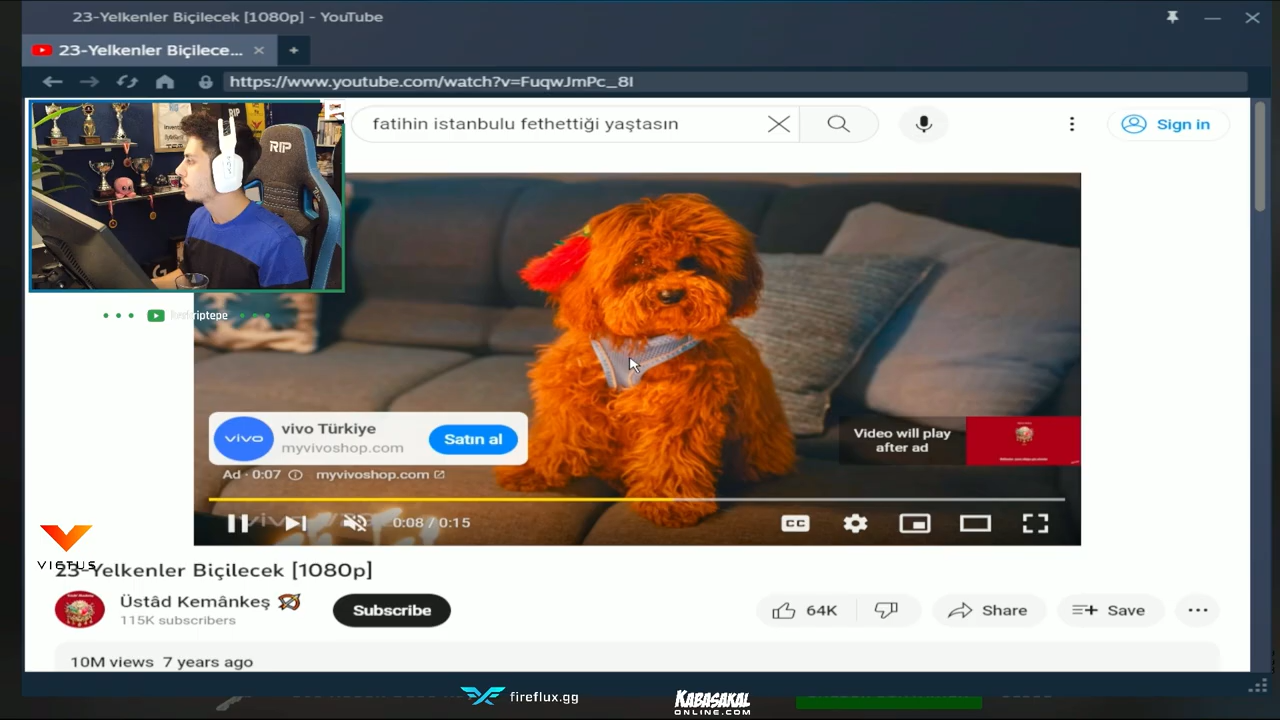 23-Yelkenler Biçilecek [1080p] - YouTube
23-Yelkenler Biçilece...
https://www.youtube.com/watch?v=FuqwJmPc_8I
fatihin istanbulu fethettiği yaştasın
Sign in
RIP
RIP
vivo
vivo Türkiye
myvivoshop.com
Satın al
Video will play
after ad
Ad · 0:07
myvivoshop.com
0:08 / 0:15
CC
VICTUS
23-Yelkenler Biçilecek [1080p]
Üstâd Kemânkeş
115K subscribers
Subscribe
64K
Share
Save
10M views 7 years ago
fireflux.gg
KABASAKAL
ONLINE.COM